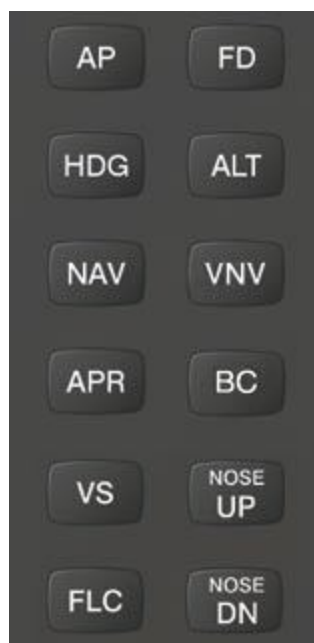 AP
FD
HDG
ALT
NAV
VNV
APR
BC
VS
NOSE
UP
FLC
NOSE
DN